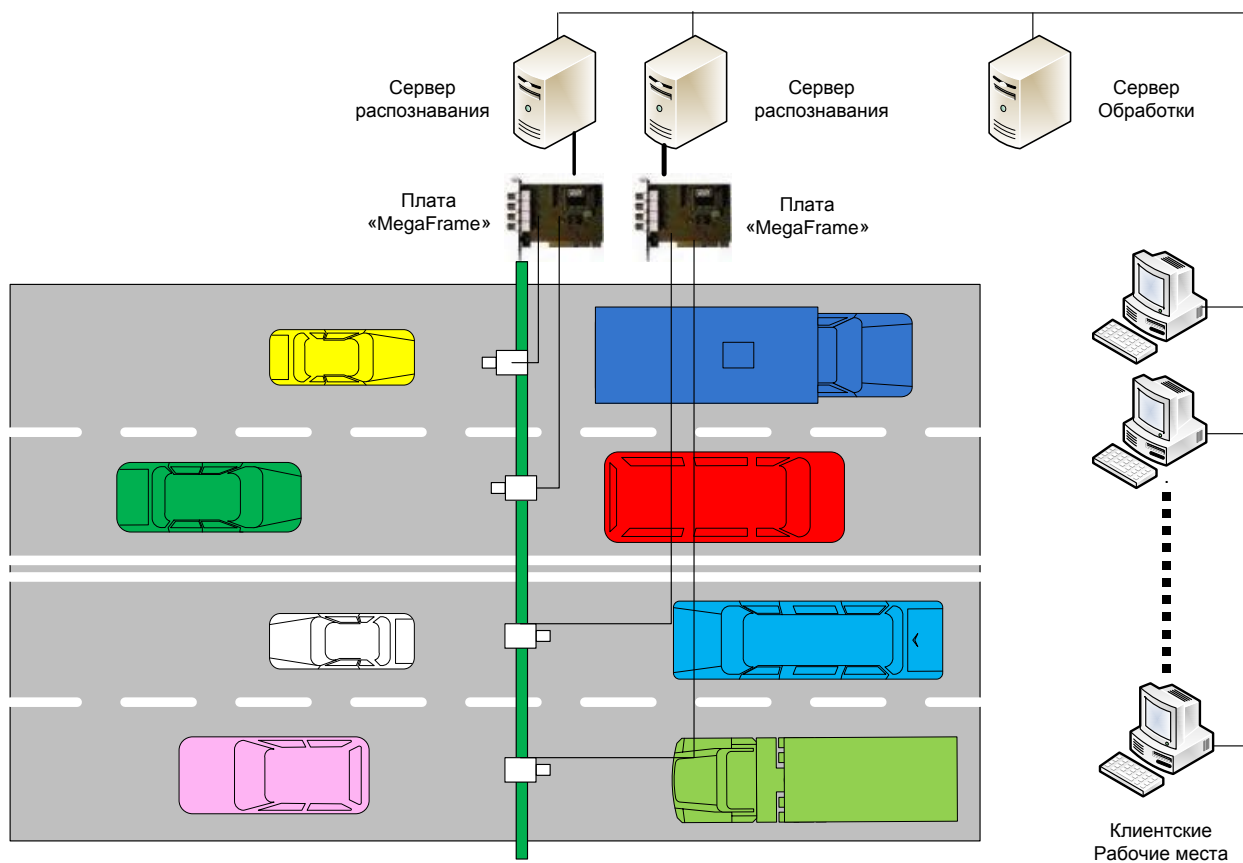 Сервер
распознавания
Сервер
распознавания
Сервер
Обработки
Плата
«MegaFrame»
Плата
«MegaFrame»
Клиентские
Рабочие места